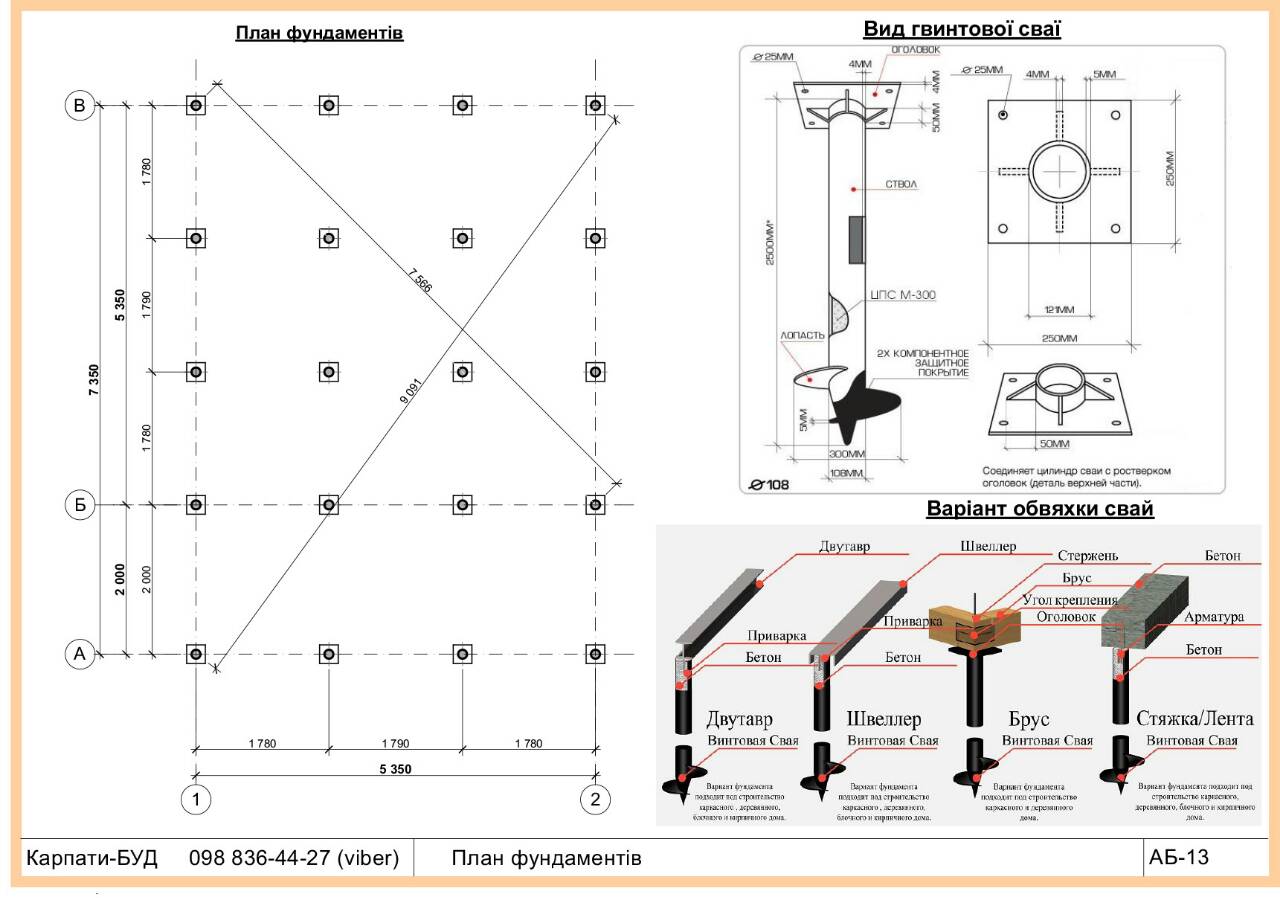 План фундаментів
В
Б
А
1 780
1 790
1 780
2 000
5 350
2 000
7 350
7 566
9 091
1 780
1 790
1 780
5 350
1
2
Вид гвинтової сваї
⌀25ММ
4ММ
ОГОЛОВОК
4ММ
50ММ
СТВОЛ
2500ММ*
ЦПС М-300
ЛОПАСТЬ
2Х КОМПОНЕНТНОЕ
ЗАЩИТНОЕ
ПОКРЫТИЕ
5ММ
300ММ
108ММ
⌀108
⌀25ММ
4ММ
5ММ
250ММ
121ММ
250ММ
50ММ
Соединяет цилиндр сваи с ростверком
оголовок (деталь верхней части).
Варіант обвяхки свай
Двутавр
Приварка
Бетон
Двутавр
Винтовая Свая
Вариант фундамента
подходит под строительство
каркасного , деревянного,
блочного и кирпичного дома.
Швеллер
Приварка
Бетон
Швеллер
Винтовая Свая
Вариант фундамента
подходит под строительство
каркасного , деревянного,
блочного и кирпичного дома.
Стержень
Брус
Угол крепления
Оголовок
Брус
Винтовая Свая
Вариант фундамента
подходит под строительство
каркасного и деревянного
дома.
Бетон
Арматура
Бетон
Стяжка/Лента
Винтовая Свая
Вариант фундамента подходит под
строительство каркасного,
деревянного, блочного и кирпичного
дома.
Карпати-БУД 098 836-44-27 (viber)
План фундаментів
АБ-13